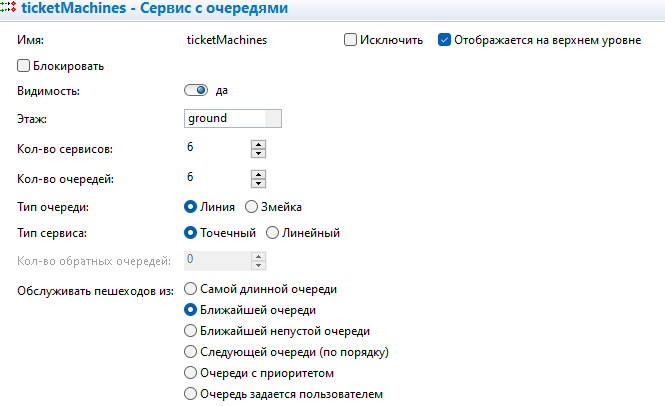 ticketMachines - Сервис с очередями
Имя: ticketMachines Исключить Отображается на верхнем уровне
Блокировать
Видимость: да
Этаж: ground
Кол-во сервисов: 6
Кол-во очередей: 6
Тип очереди: Линия Змейка
Тип сервиса: Точечный Линейный
Кол-во обратных очередей: 0
Обслуживать пешеходов из: Самой длинной очереди
Ближайшей очереди
Ближайшей непустой очереди
Следующей очереди (по порядку)
Очереди с приоритетом
Очередь задается пользователем